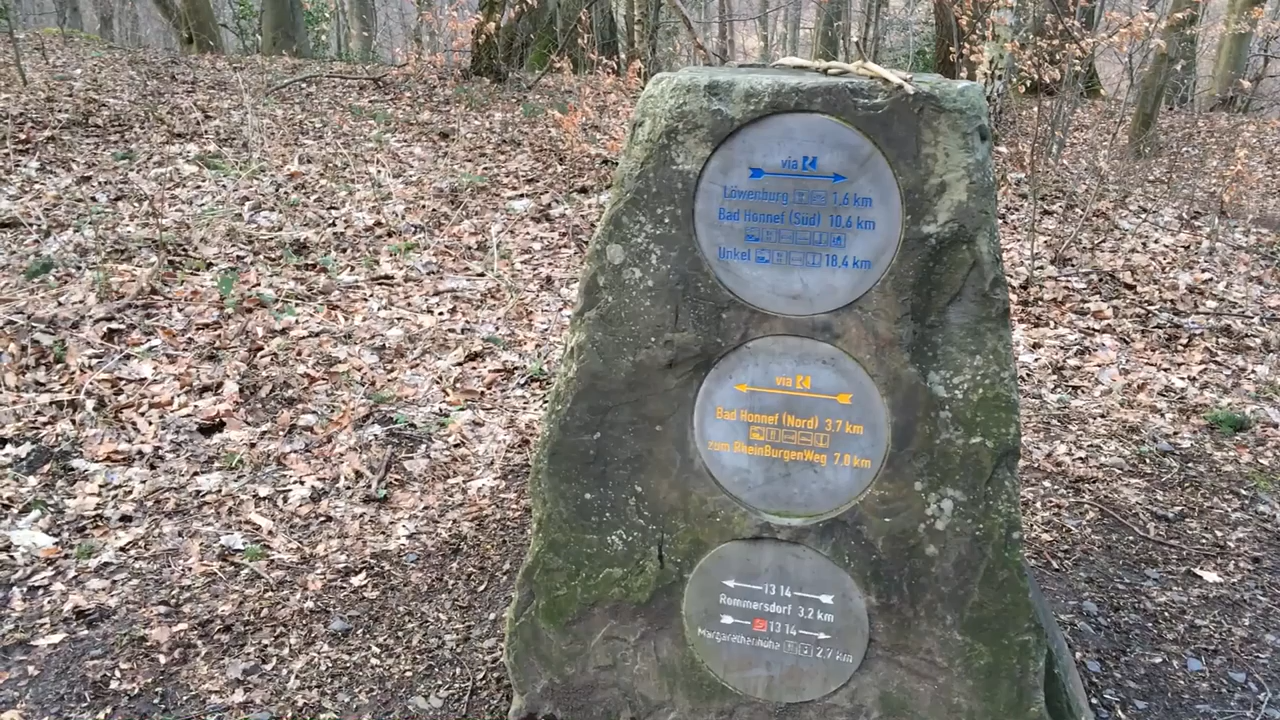 via
Löwenburg 1,6 km
Bad Honnef (Süd) 10,6 km
Unkel 18,4 km
via
Bad Honnef (Nord) 3,7 km
zum RheinBurgenWeg 7,0 km
13 14
Rommersdorf 3,2 km
13 14
Margarethenhöhe 2,7 km